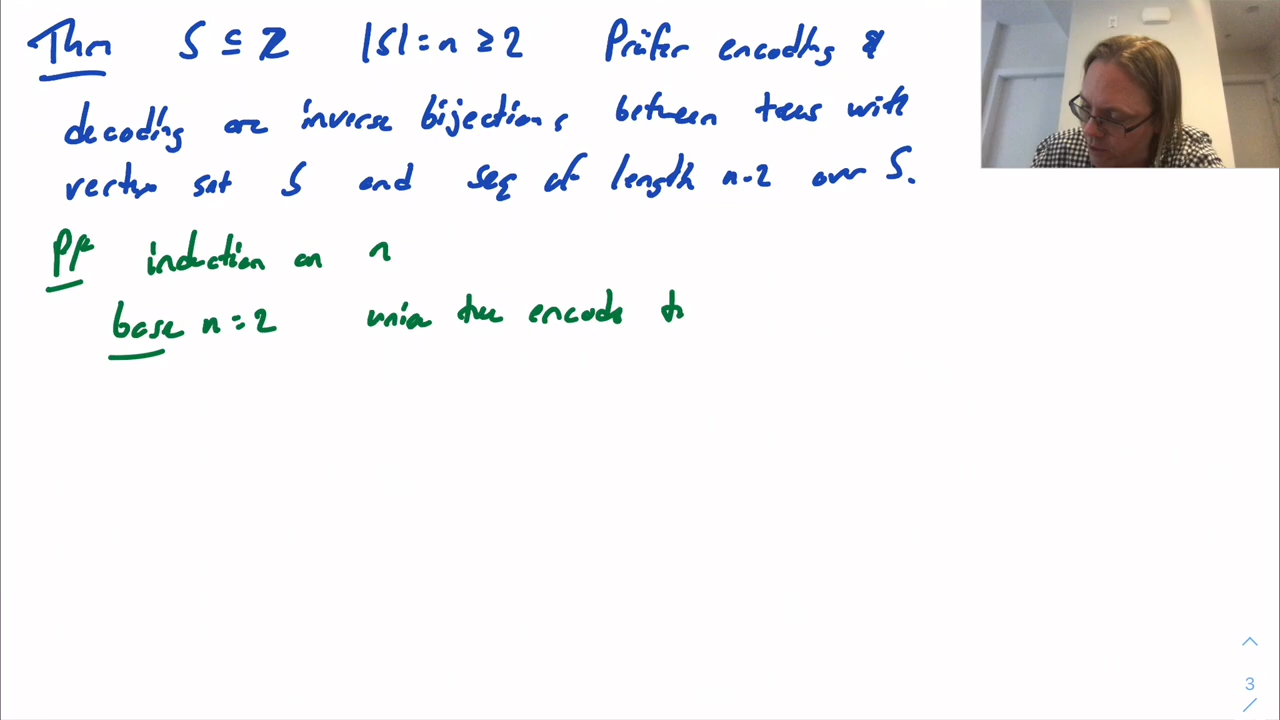 Thm S ⊆ ℤ |S| = n ≥ 2 Prüfer encoding &
decoding are inverse bijections between trees with
vertex set S and seq of length n-2 over S.
Pf induction on n
base n = 2 unique tree encode to
3